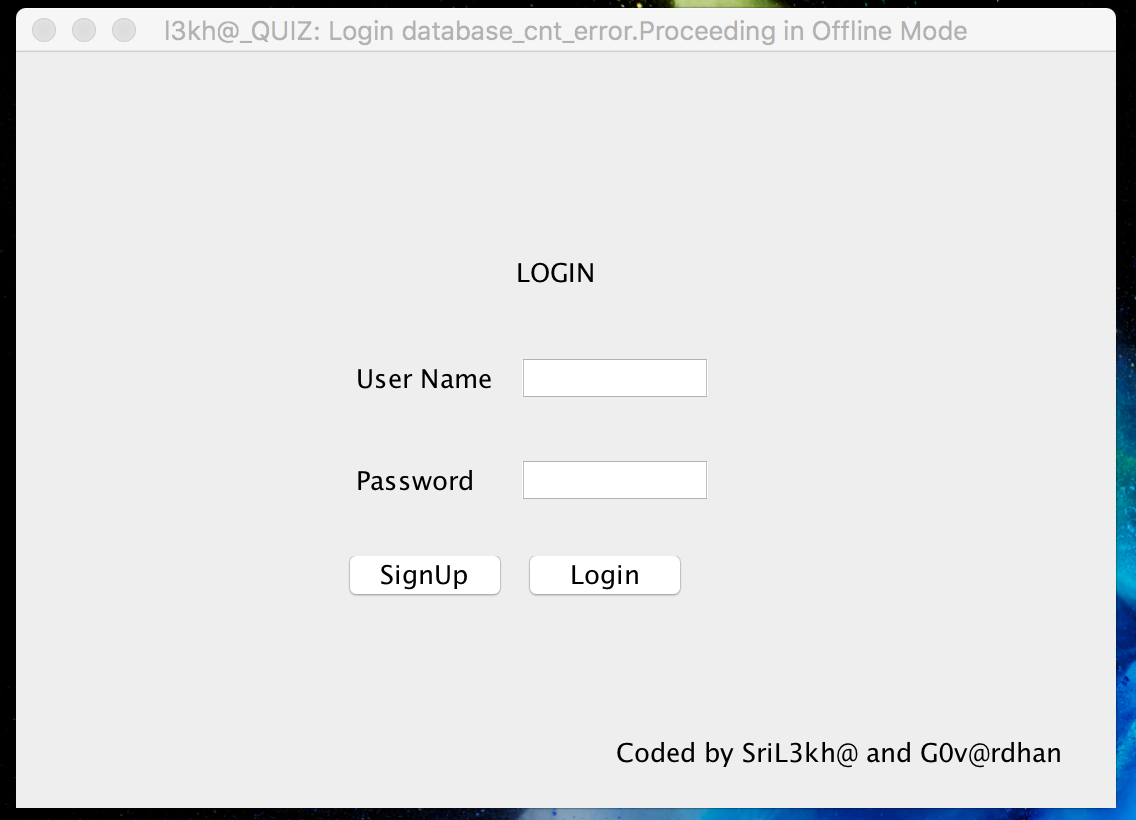 l3kh@_QUIZ: Login database_cnt_error.Proceeding in Offline Mode
LOGIN
User Name
Password
SignUp Login
Coded by SriL3kh@ and G0v@rdhan